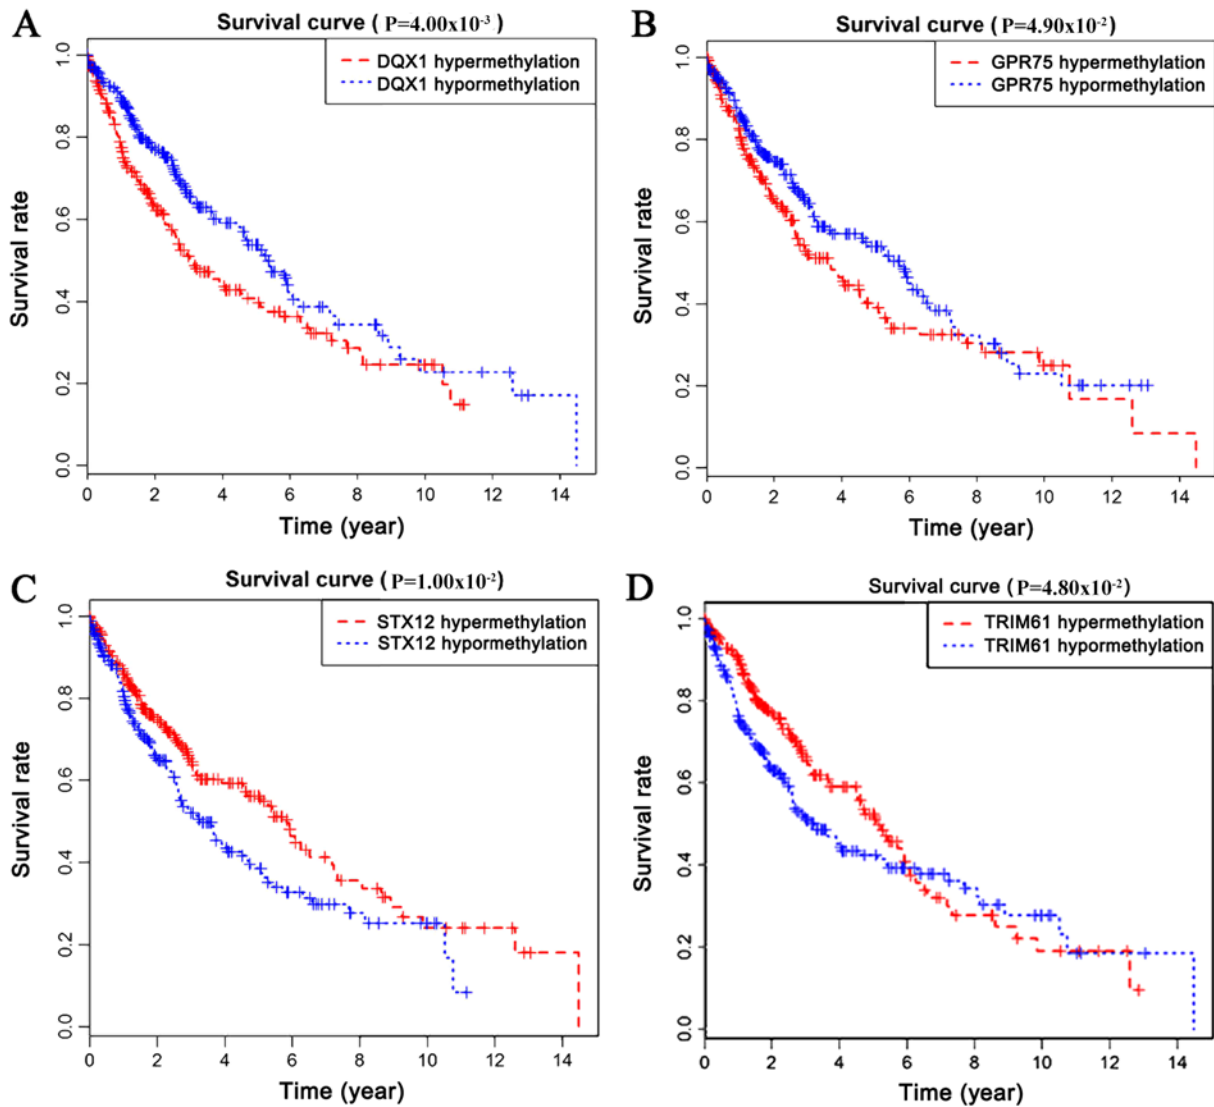 A
Survival curve ( P=4.00x10⁻³)
DQX1 hypermethylation
DQX1 hypormethylation
Survival rate
1.0
0.8
0.6
0.4
0.2
0.0
0 2 4 6 8 10 12 14
Time (year)
B
Survival curve ( P=4.90x10⁻²)
GPR75 hypermethylation
GPR75 hypormethylation
Survival rate
1.0
0.8
0.6
0.4
0.2
0.0
0 2 4 6 8 10 12 14
Time (year)
C
Survival curve ( P=1.00x10⁻²)
STX12 hypermethylation
STX12 hypormethylation
Survival rate
1.0
0.8
0.6
0.4
0.2
0.0
0 2 4 6 8 10 12 14
Time (year)
D
Survival curve ( P=4.80x10⁻²)
TRIM61 hypermethylation
TRIM61 hypormethylation
Survival rate
1.0
0.8
0.6
0.4
0.2
0.0
0 2 4 6 8 10 12 14
Time (year)